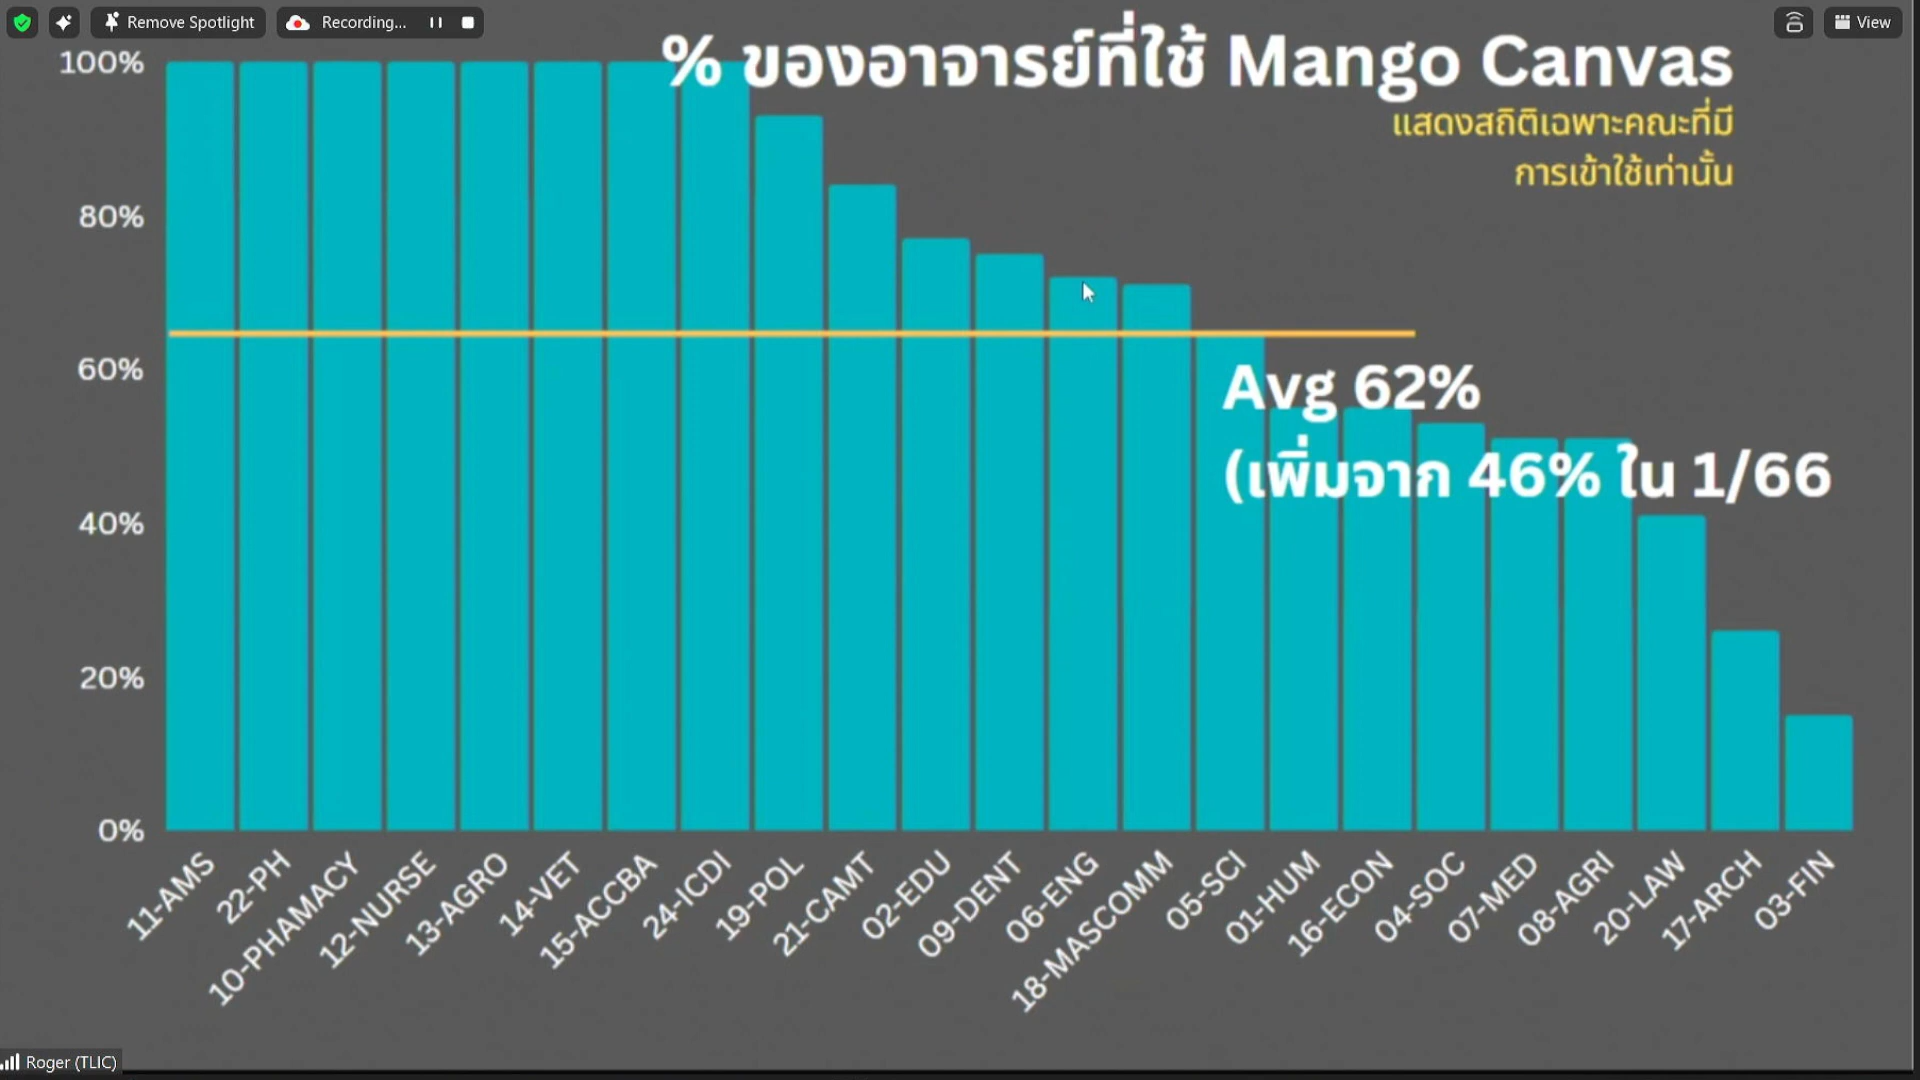 Remove Spotlight
Recording...
View
% ของอาจารย์ที่ใช้ Mango Canvas
แสดงสถิติเฉพาะคณะที่มี
การเข้าใช้เท่านั้น
100%
80%
60%
40%
20%
0%
Avg 62%
(เพิ่มจาก 46% ใน 1/66
11-AMS
22-PH
10-PHAMACY
12-NURSE
13-AGRO
14-VET
15-ACCBA
24-ICDI
19-POL
21-CAMT
02-EDU
09-DENT
06-ENG
18-MASCOMM
05-SCI
01-HUM
16-ECON
04-SOC
07-MED
08-AGRI
20-LAW
17-ARCH
03-FIN
Roger (TLIC)